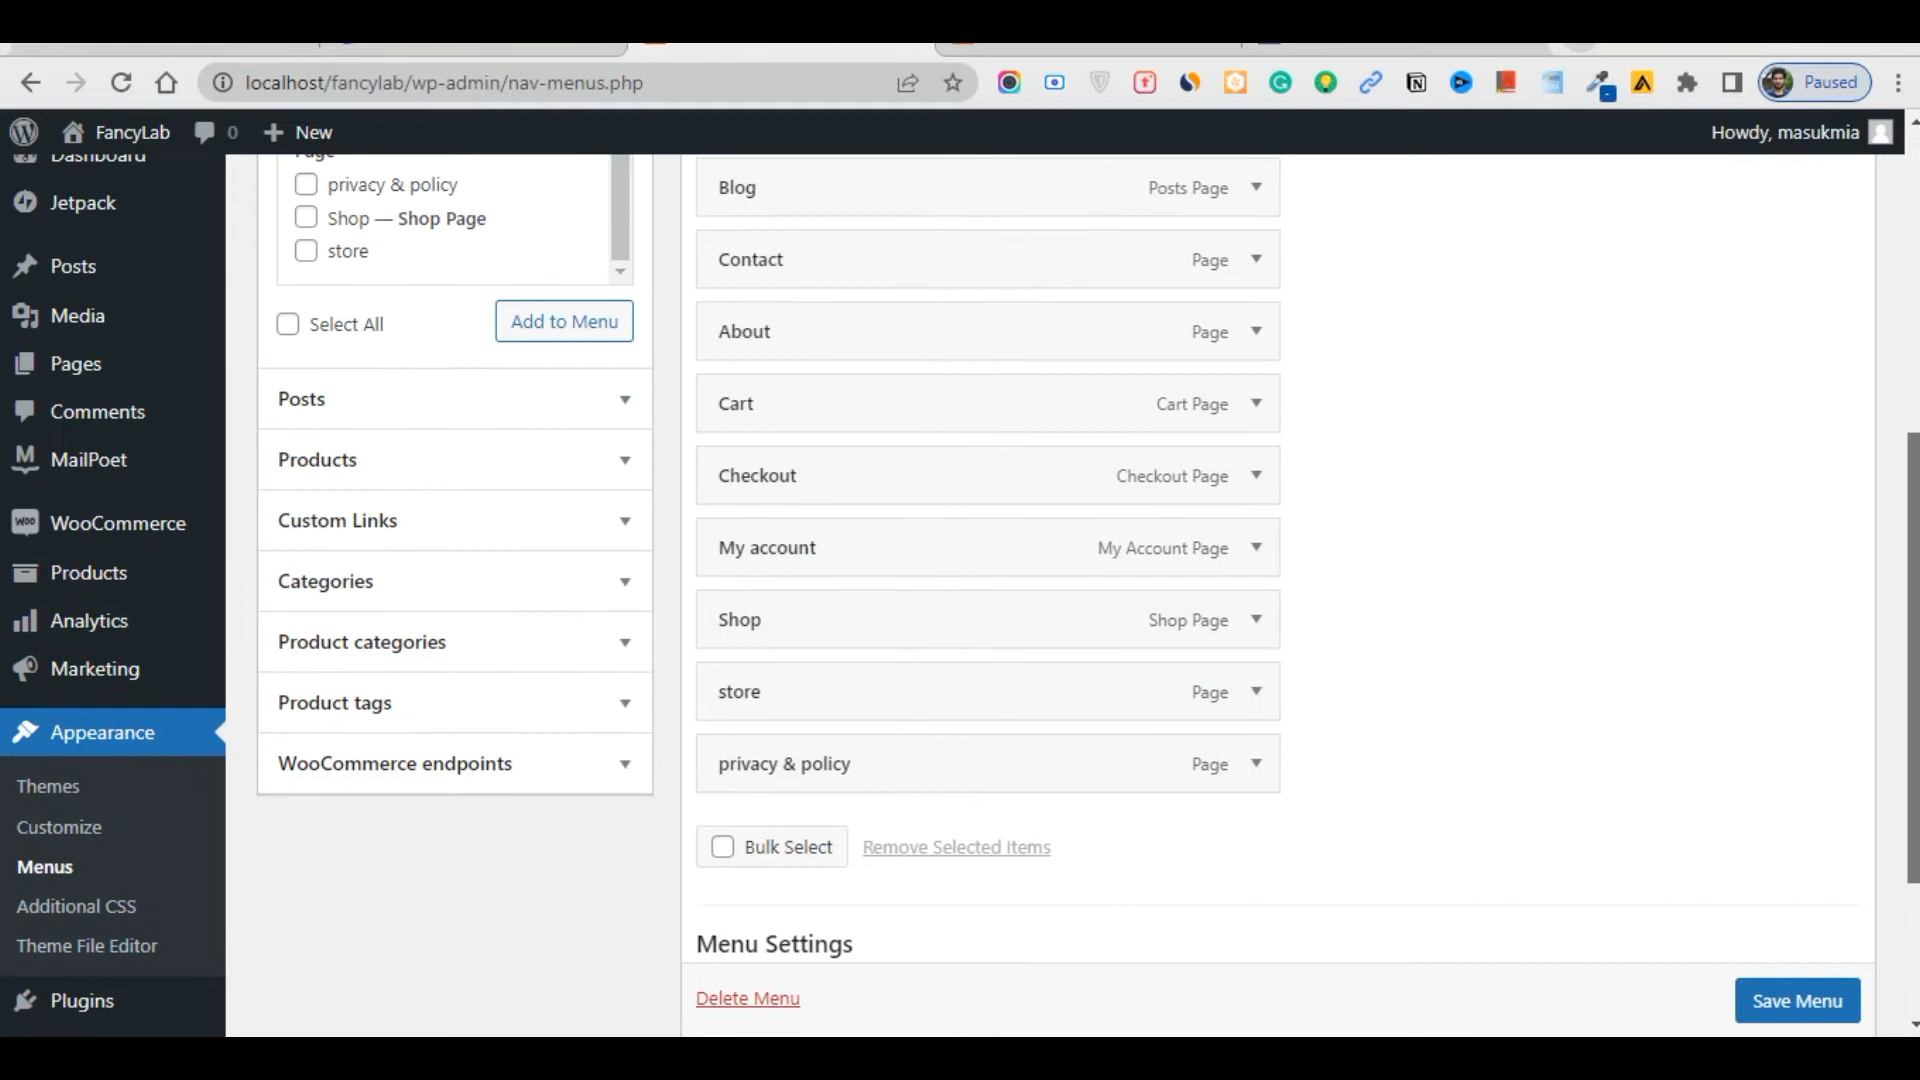 localhost/fancylab/wp-admin/nav-menus.php
Paused
FancyLab
0
New
Howdy, masukmia
Dashboard
Jetpack
Posts
Media
Pages
Comments
MailPoet
WooCommerce
Products
Analytics
Marketing
Appearance
Themes
Customize
Menus
Additional CSS
Theme File Editor
Plugins
Page
privacy & policy
Shop — Shop Page
store
Select All
Add to Menu
Posts
Products
Custom Links
Categories
Product categories
Product tags
WooCommerce endpoints
Blog Posts Page
Contact Page
About Page
Cart Cart Page
Checkout Checkout Page
My account My Account Page
Shop Shop Page
store Page
privacy & policy Page
Bulk Select
Remove Selected Items
Menu Settings
Delete Menu
Save Menu